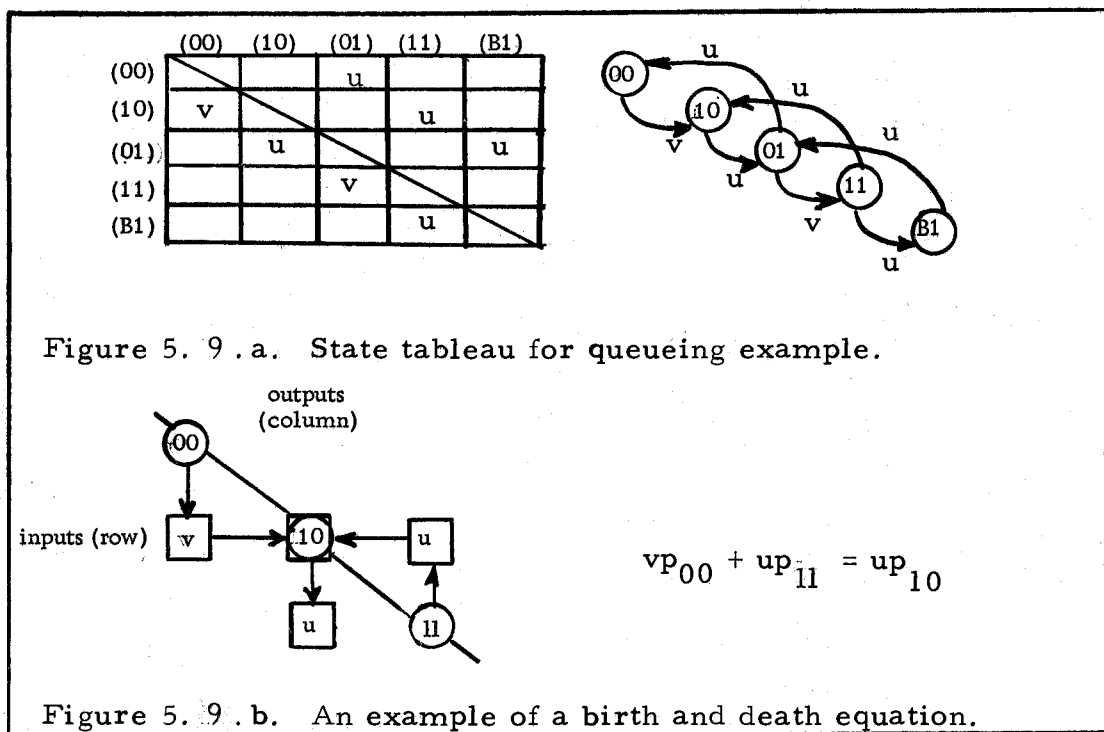 (00) (10) (01) (11) (B1)
(00) u
(10) v u
(01) u u
(11) v
(B1) u
00 10 01 11 B1
u u u
v u v u
Figure 5. 9 .a. State tableau for queueing example.
outputs
(column)
00
inputs (row) v 10 u
u 11
vp00 + up11 = up10
Figure 5. 9 .b. An example of a birth and death equation.